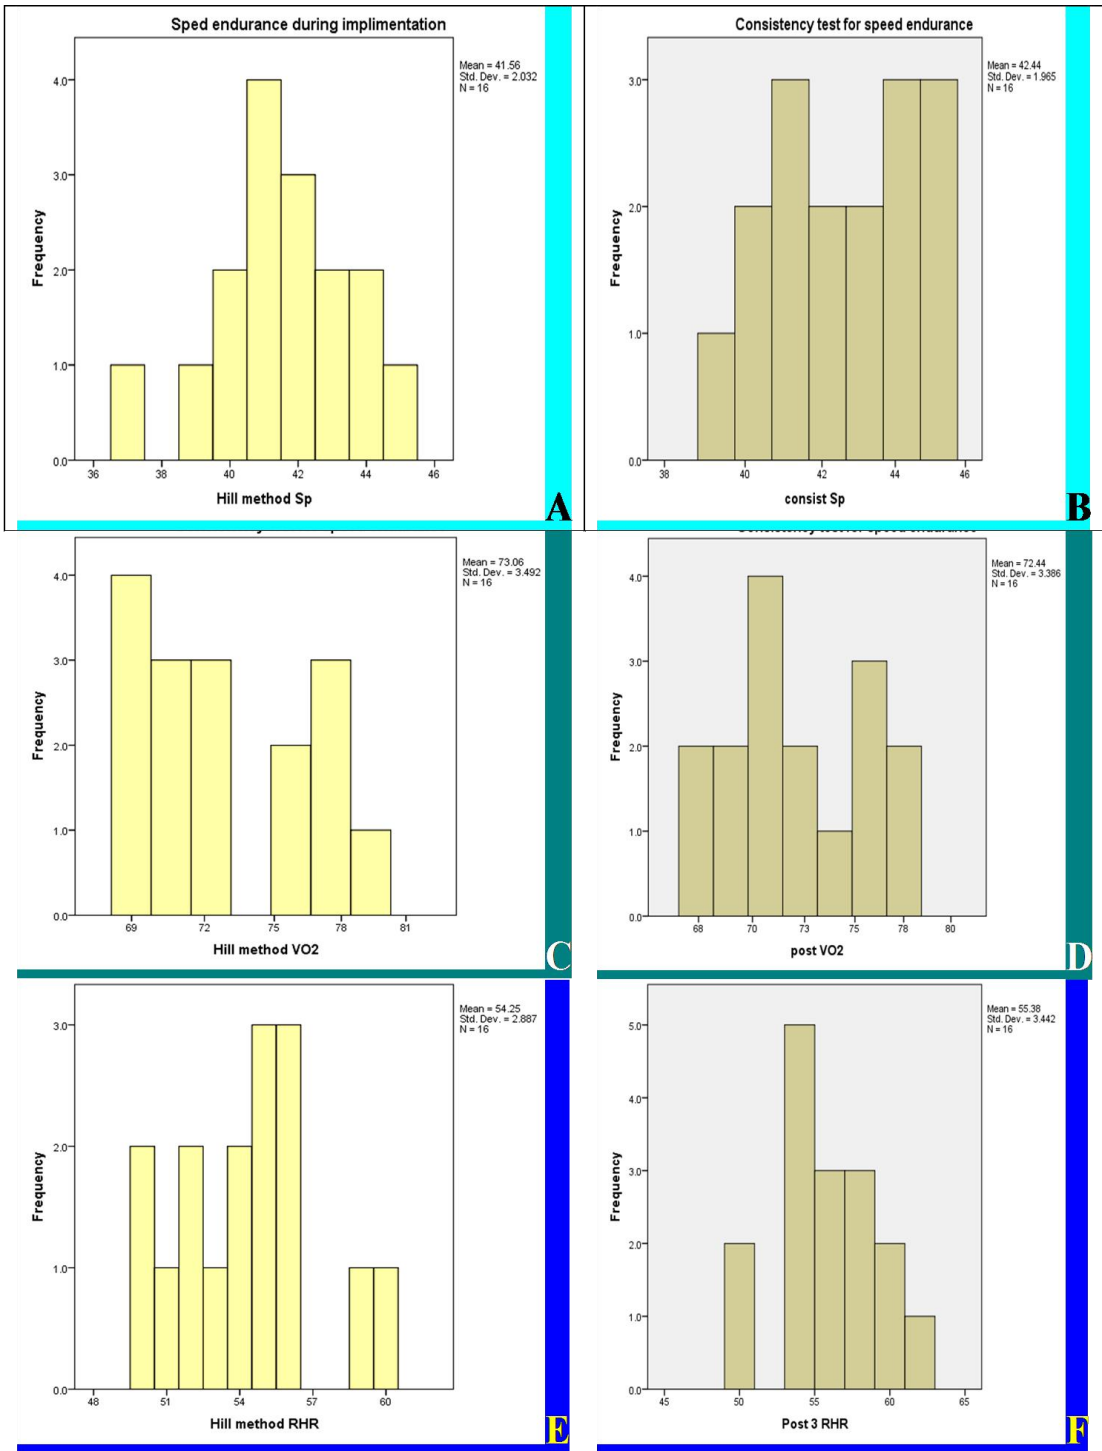 Sped endurance during implimentation
Mean = 41.56
Std. Dev. = 2.032
N = 16
Frequency
4.0
3.0
2.0
1.0
0.0
36 38 40 42 44 46
Hill method Sp
A
Consistency test for speed endurance
Mean = 42.44
Std. Dev. = 1.965
N = 16
Frequency
3.0
2.0
1.0
0.0
38 40 42 44 46
consist Sp
B
Mean = 73.06
Std. Dev. = 3.492
N = 16
Frequency
4.0
3.0
2.0
1.0
0.0
69 72 75 78 81
Hill method VO2
C
Consistency test for speed endurance
Mean = 72.44
Std. Dev. = 3.386
N = 16
Frequency
4.0
3.0
2.0
1.0
0.0
68 70 73 75 78 80
post VO2
D
Mean = 54.25
Std. Dev. = 2.887
N = 16
Frequency
3.0
2.0
1.0
0.0
48 51 54 57 60
Hill method RHR
E
Mean = 55.38
Std. Dev. = 3.442
N = 16
Frequency
5.0
4.0
3.0
2.0
1.0
0.0
45 50 55 60 65
Post 3 RHR
F